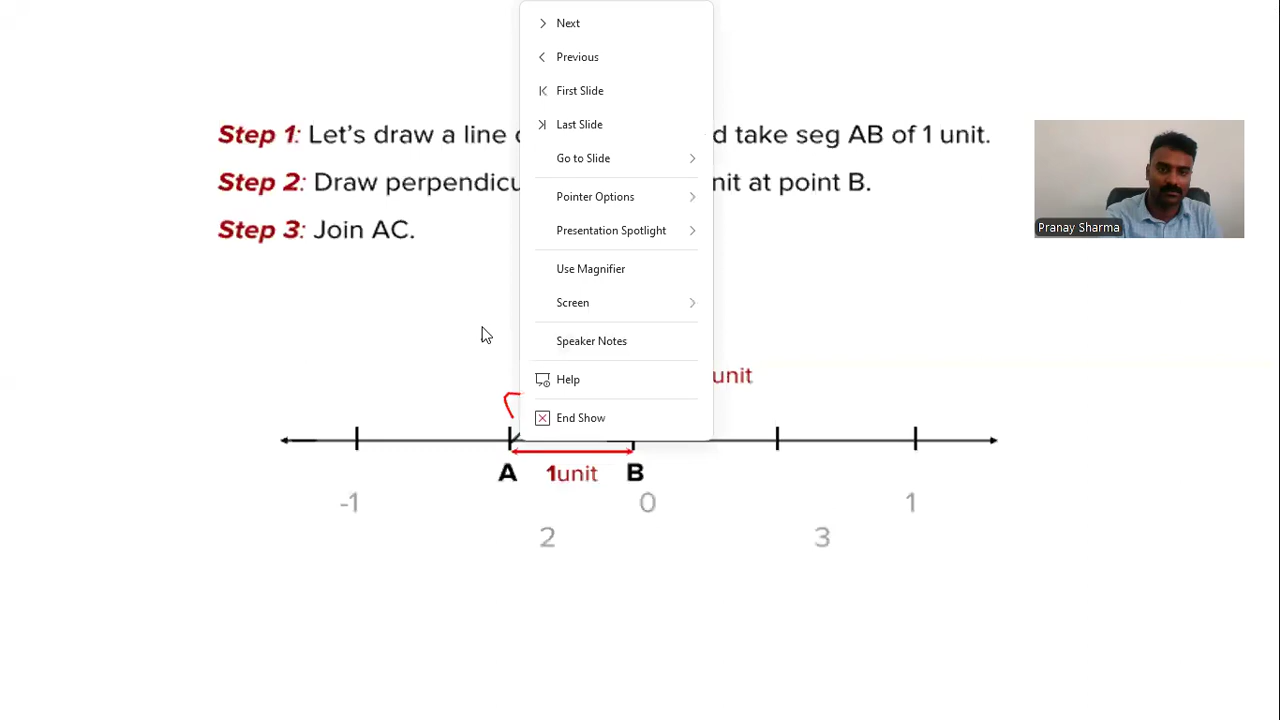 Next
Previous
First Slide
Last Slide
Go to Slide
Pointer Options
Presentation Spotlight
Use Magnifier
Screen
Speaker Notes
Help
End Show
Step 1: Let's draw a line d take seg AB of 1 unit.
Step 2: Draw perpendicu nit at point B.
Step 3: Join AC.
Pranay Sharma
unit
A 1unit B
-1 0 1
2 3